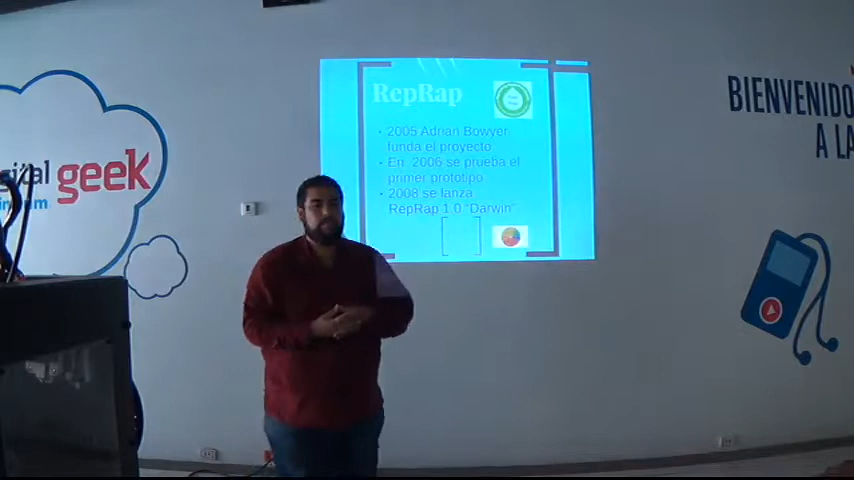 RepRap
• 2005 Adrian Bowyer
funda el proyecto
• En 2006 se prueba el
primer prototipo
• 2008 se lanza
RepRap 1.0 "Darwin"
geek
BIENVENIDO
A LA